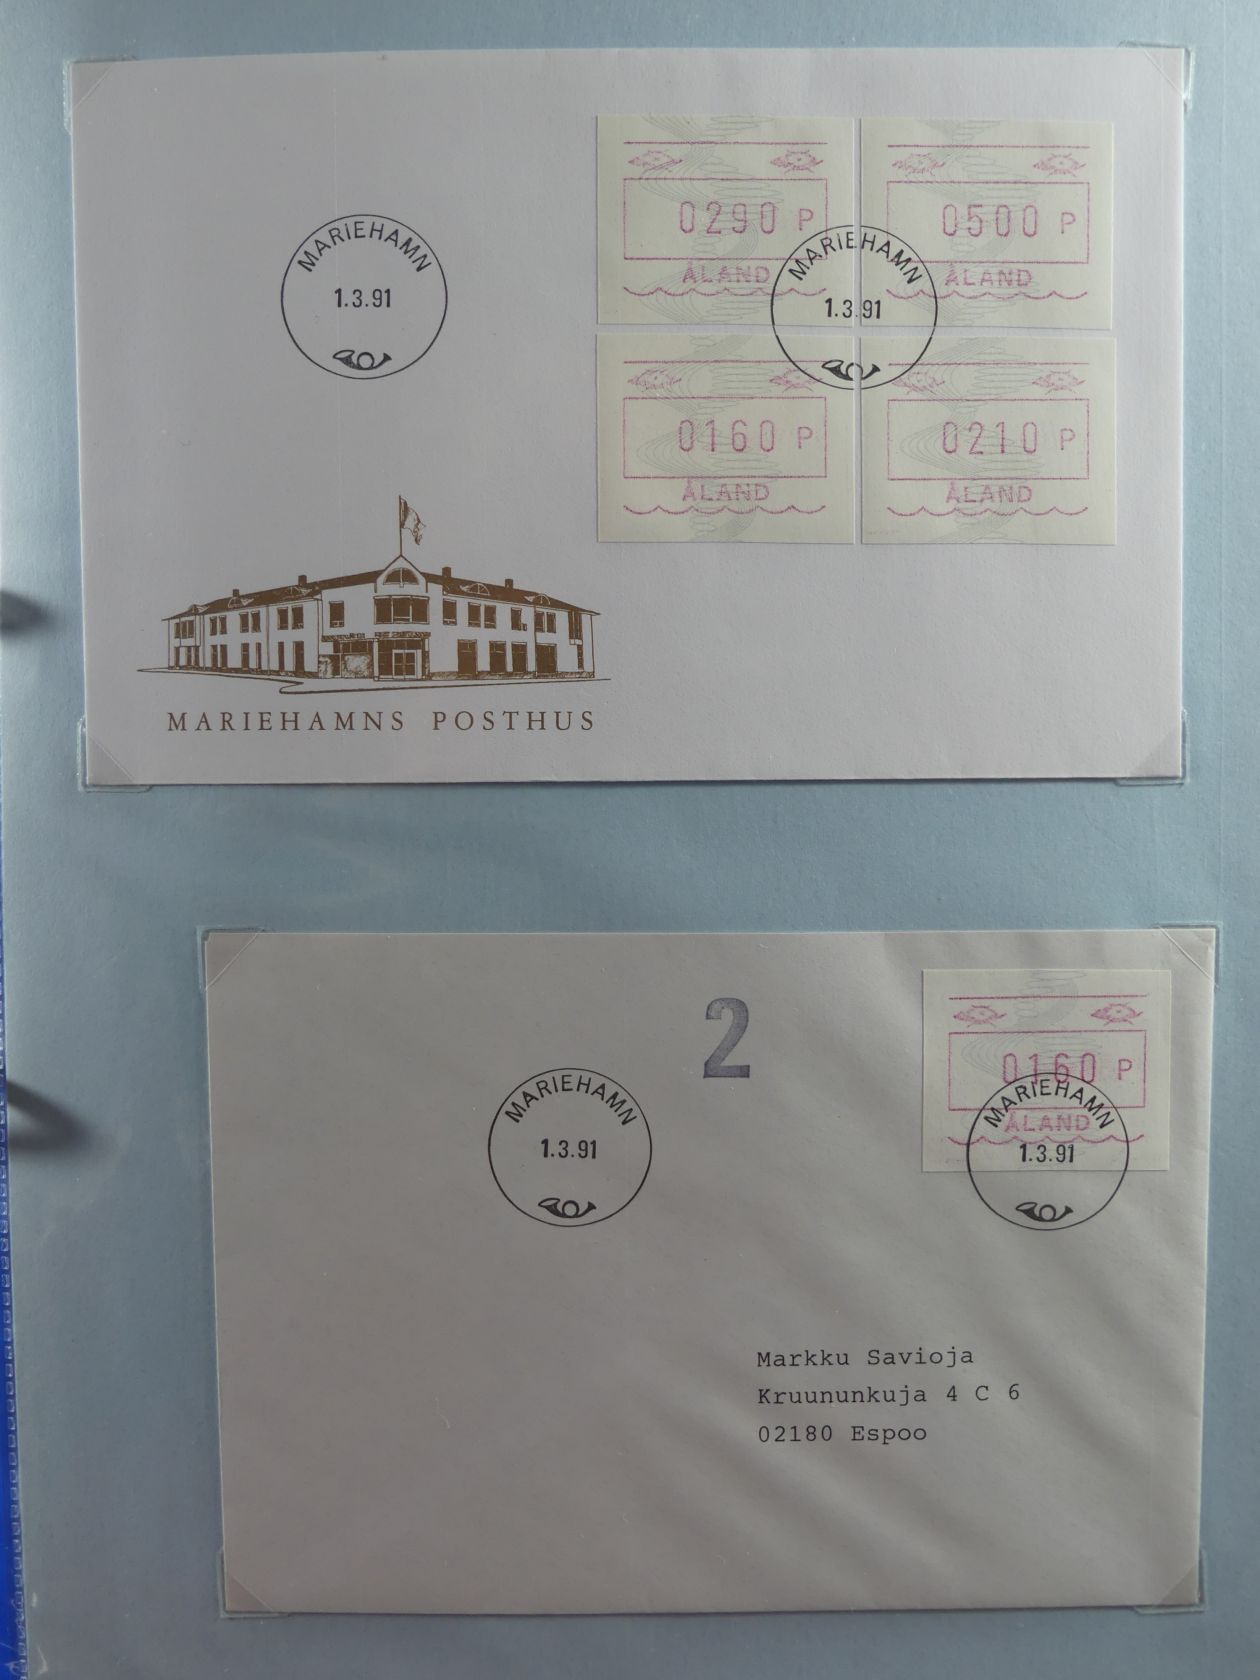 0290 P
0500 P
ÅLAND
ÅLAND
MARIEHAMN
1.3.91
MARIEHAMN
1.3.91
0160 P
0210 P
ÅLAND
ÅLAND
MARIEHAMNS POSTHUS
2
0160 P
ÅLAND
MARIEHAMN
1.3.91
MARIEHAMN
1.3.91
Markku Savioja
Kruununkuja 4 C 6
02180 Espoo